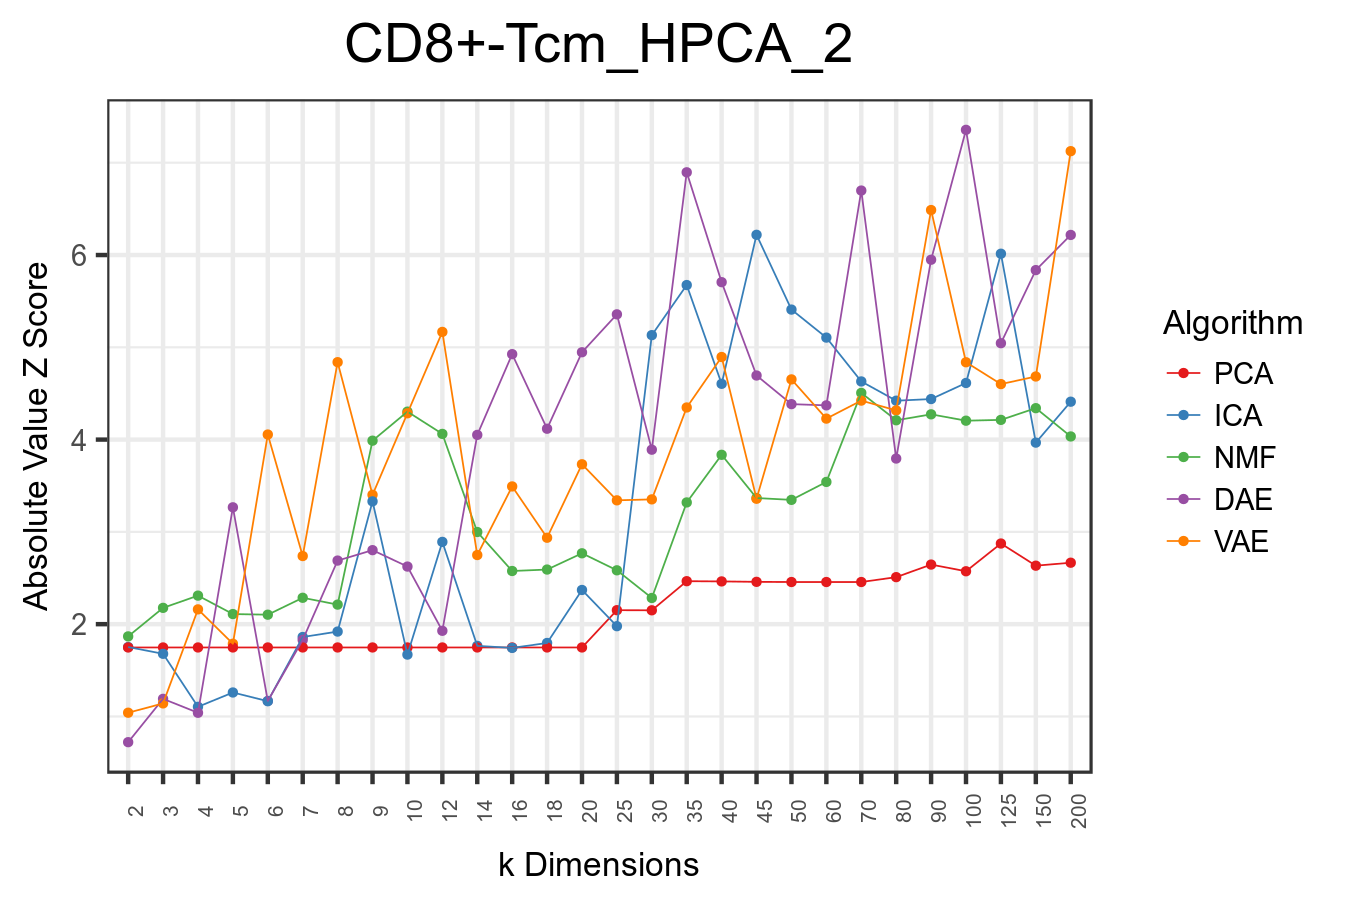 CD8+-Tcm_HPCA_2
Absolute Value Z Score
6
4
2
2 3 4 5 6 7 8 9 10 12 14 16 18 20 25 30 35 40 45 50 60 70 80 90 100 125 150 200
k Dimensions
Algorithm
PCA
ICA
NMF
DAE
VAE